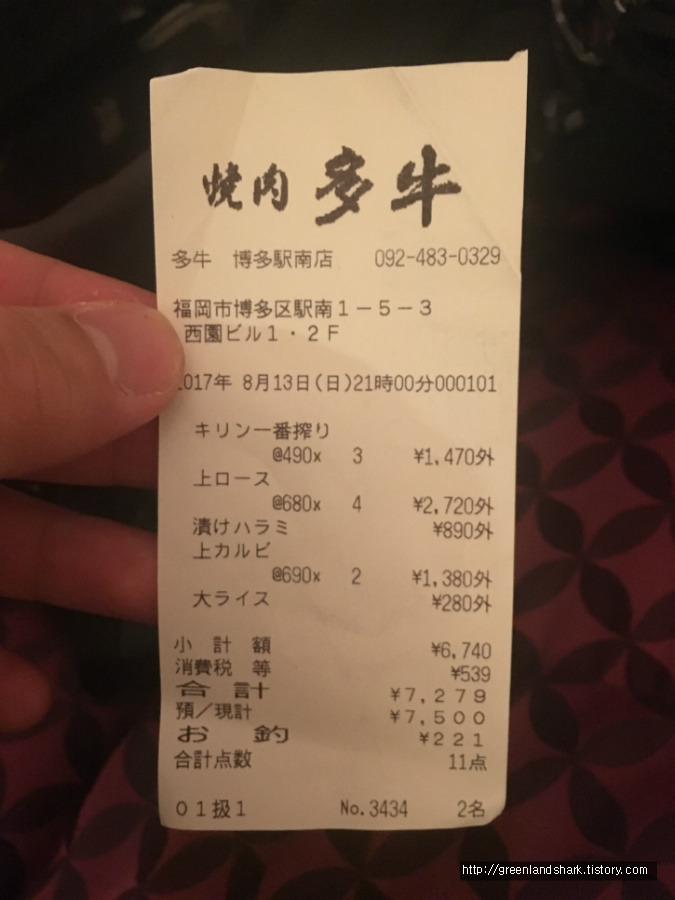 焼肉 多牛
多牛 博多駅南店 092-483-0329
福岡市博多区駅南1-5-3
西園ビル1・2F
017年 8月13日(日)21時00分000101
キリン一番搾り
@490x 3 ¥1,470外
上ロース
@680x 4 ¥2,720外
漬けハラミ ¥890外
上カルビ
@690x 2 ¥1,380外
大ライス ¥280外
小 計 額 ¥6,740
消費税 等 ¥539
合 計 ¥7,279
預/現計 ¥7,500
お 釣 ¥221
合計点数 11点
01扱1 No.3434 2名
http://greenlandshark.tistory.com